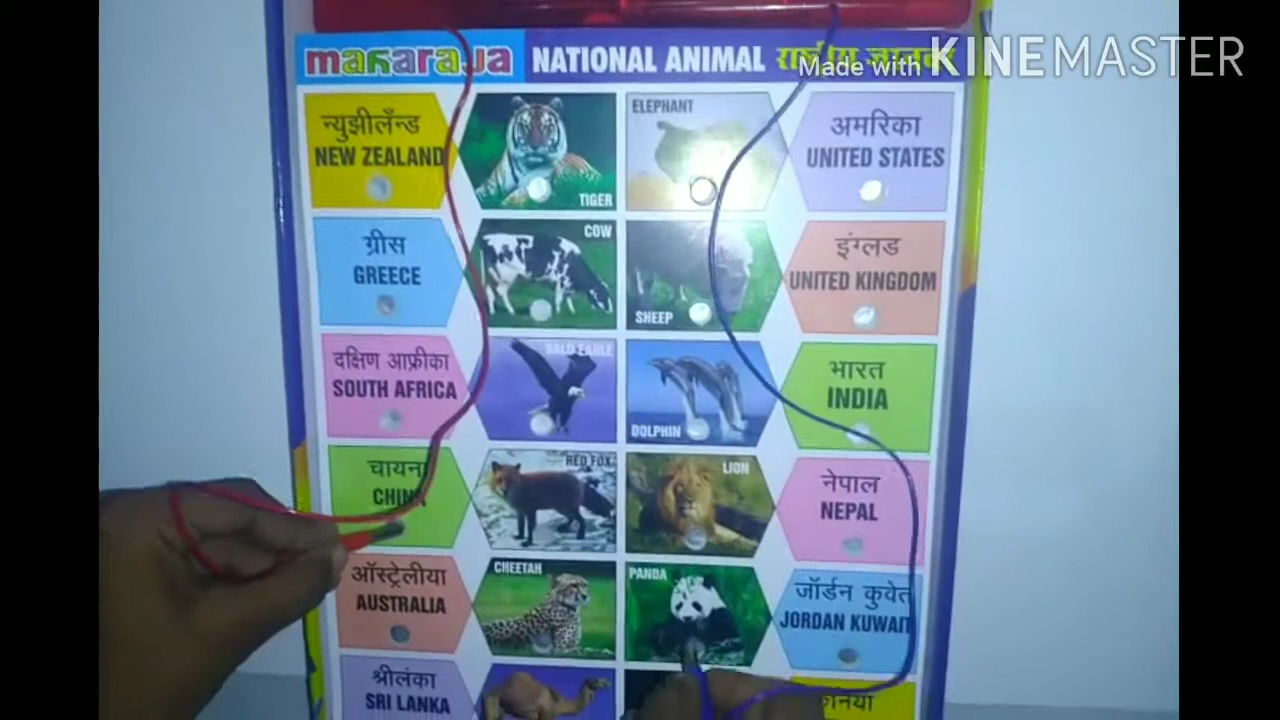 maharaja NATIONAL ANIMAL
Made with KINEMASTER
न्युझीलँन्ड
NEW ZEALAND
TIGER
ELEPHANT
अमरिका
UNITED STATES
ग्रीस
GREECE
COW
SHEEP
इंग्लड
UNITED KINGDOM
दक्षिण आफ्रीका
SOUTH AFRICA
BALD EAGLE
DOLPHIN
भारत
INDIA
चायना
CHINA
RED FOX
LION
नेपाल
NEPAL
ऑस्ट्रेलीया
AUSTRALIA
CHEETAH
PANDA
जॉर्डन कुवेत
JORDAN KUWAIT
श्रीलंका
SRI LANKA